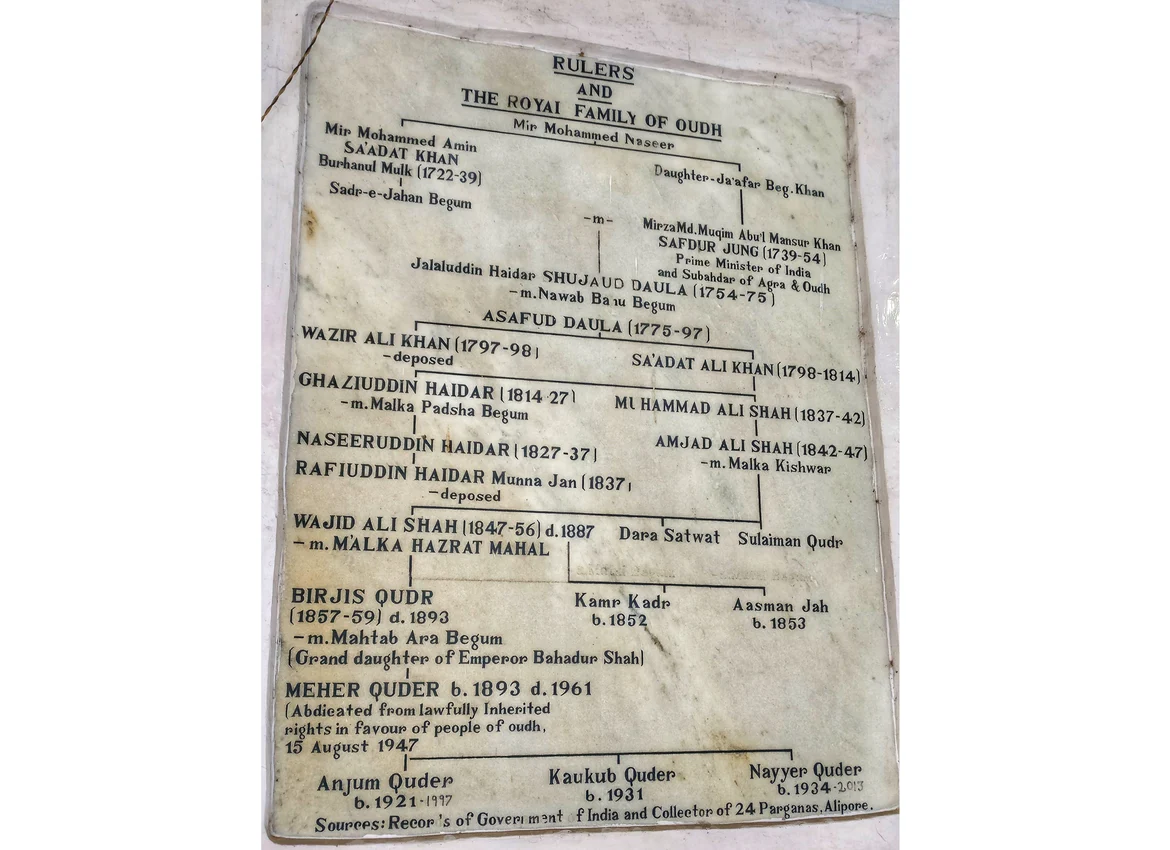 RULERS
AND
THE ROYAL FAMILY OF OUDH
Mir Mohammed Naseer
Mir Mohammed Amin
SA'ADAT KHAN
Burhanul Mulk (1722-39)
Sadr-e-Jahan Begum
Daughter-Ja'afar Beg. Khan
-m-
Mirza Md. Muqim Abu'l Mansur Khan
SAFDUR JUNG (1739-54)
Prime Minister of India
and Subahdar of Agra & Oudh
Jalaluddin Haidar SHUJAUD DAULA (1754-75)
-m. Nawab Begum
ASAFUD DAULA (1775-97)
WAZIR ALI KHAN (1797-98)
-deposed
SA'ADAT ALI KHAN (1798-1814)
GHAZIUDDIN HAIDAR (1814-27)
-m. Malka Padsha Begum
MUHAMMAD ALI SHAH (1837-42)
NASEERUDDIN HAIDAR (1827-37)
AMJAD ALI SHAH (1842-47)
-m. Malka Kishwar
RAFIUDDIN HAIDAR Munna Jan (1837)
-deposed
WAJID ALI SHAH (1847-56) d. 1887
- m. M'ALKA HAZRAT MAHAL
Dara Satwat
Sulaiman Qudr
BIRJIS QUDR
(1857-59) d. 1893
-m. Mahtab Ara Begum
(Grand daughter of Emperor Bahadur Shah)
Kamr Kadr
b. 1852
Aasman Jah
b. 1853
MEHER QUDER b. 1893 d. 1961
(Abdicated from lawfully Inherited
rights in favour of people of oudh,
15 August 1947
Anjum Quder
b. 1921-1997
Kaukub Quder
b. 1931
Nayyer Quder
b. 1934-2013
Sources: Recor 's of Government f India and Collector of 24 Parganas, Alipore.